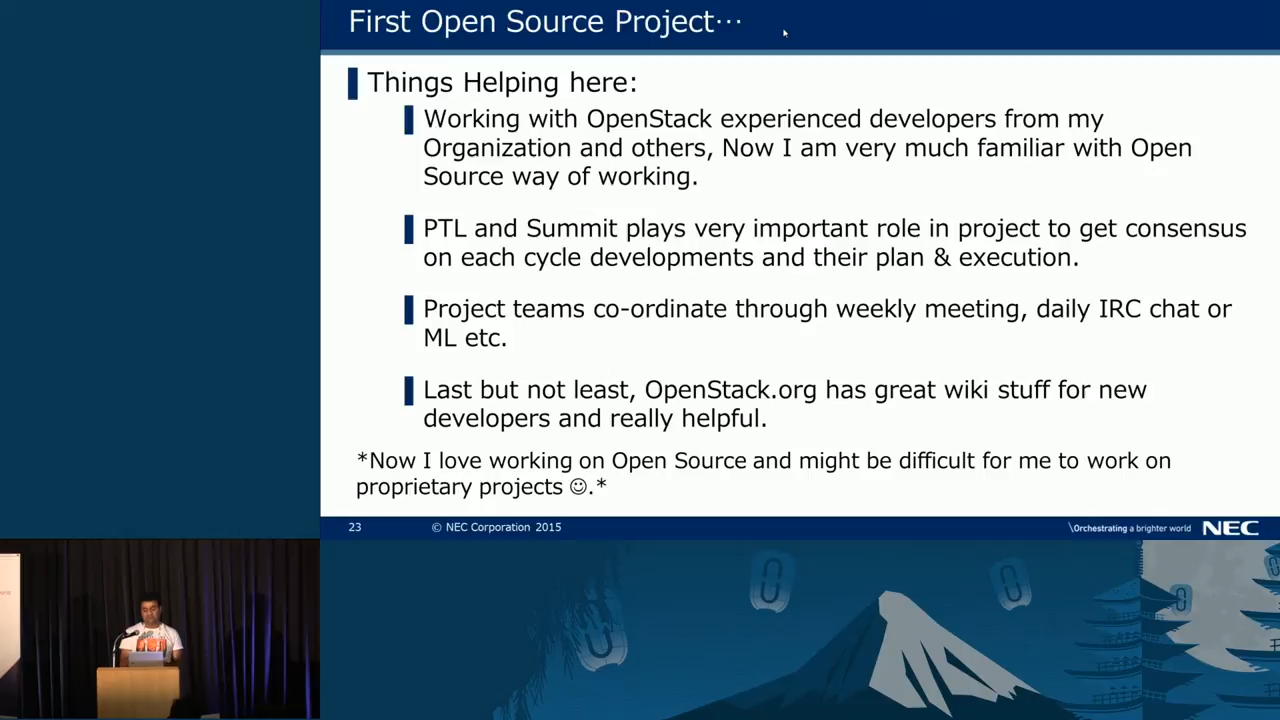 First Open Source Project…
Things Helping here:
Working with OpenStack experienced developers from my
Organization and others, Now I am very much familiar with Open
Source way of working.
PTL and Summit plays very important role in project to get consensus
on each cycle developments and their plan & execution.
Project teams co-ordinate through weekly meeting, daily IRC chat or
ML etc.
Last but not least, OpenStack.org has great wiki stuff for new
developers and really helpful.
*Now I love working on Open Source and might be difficult for me to work on
proprietary projects ☺.*
23 © NEC Corporation 2015 \Orchestrating a brighter world NEC